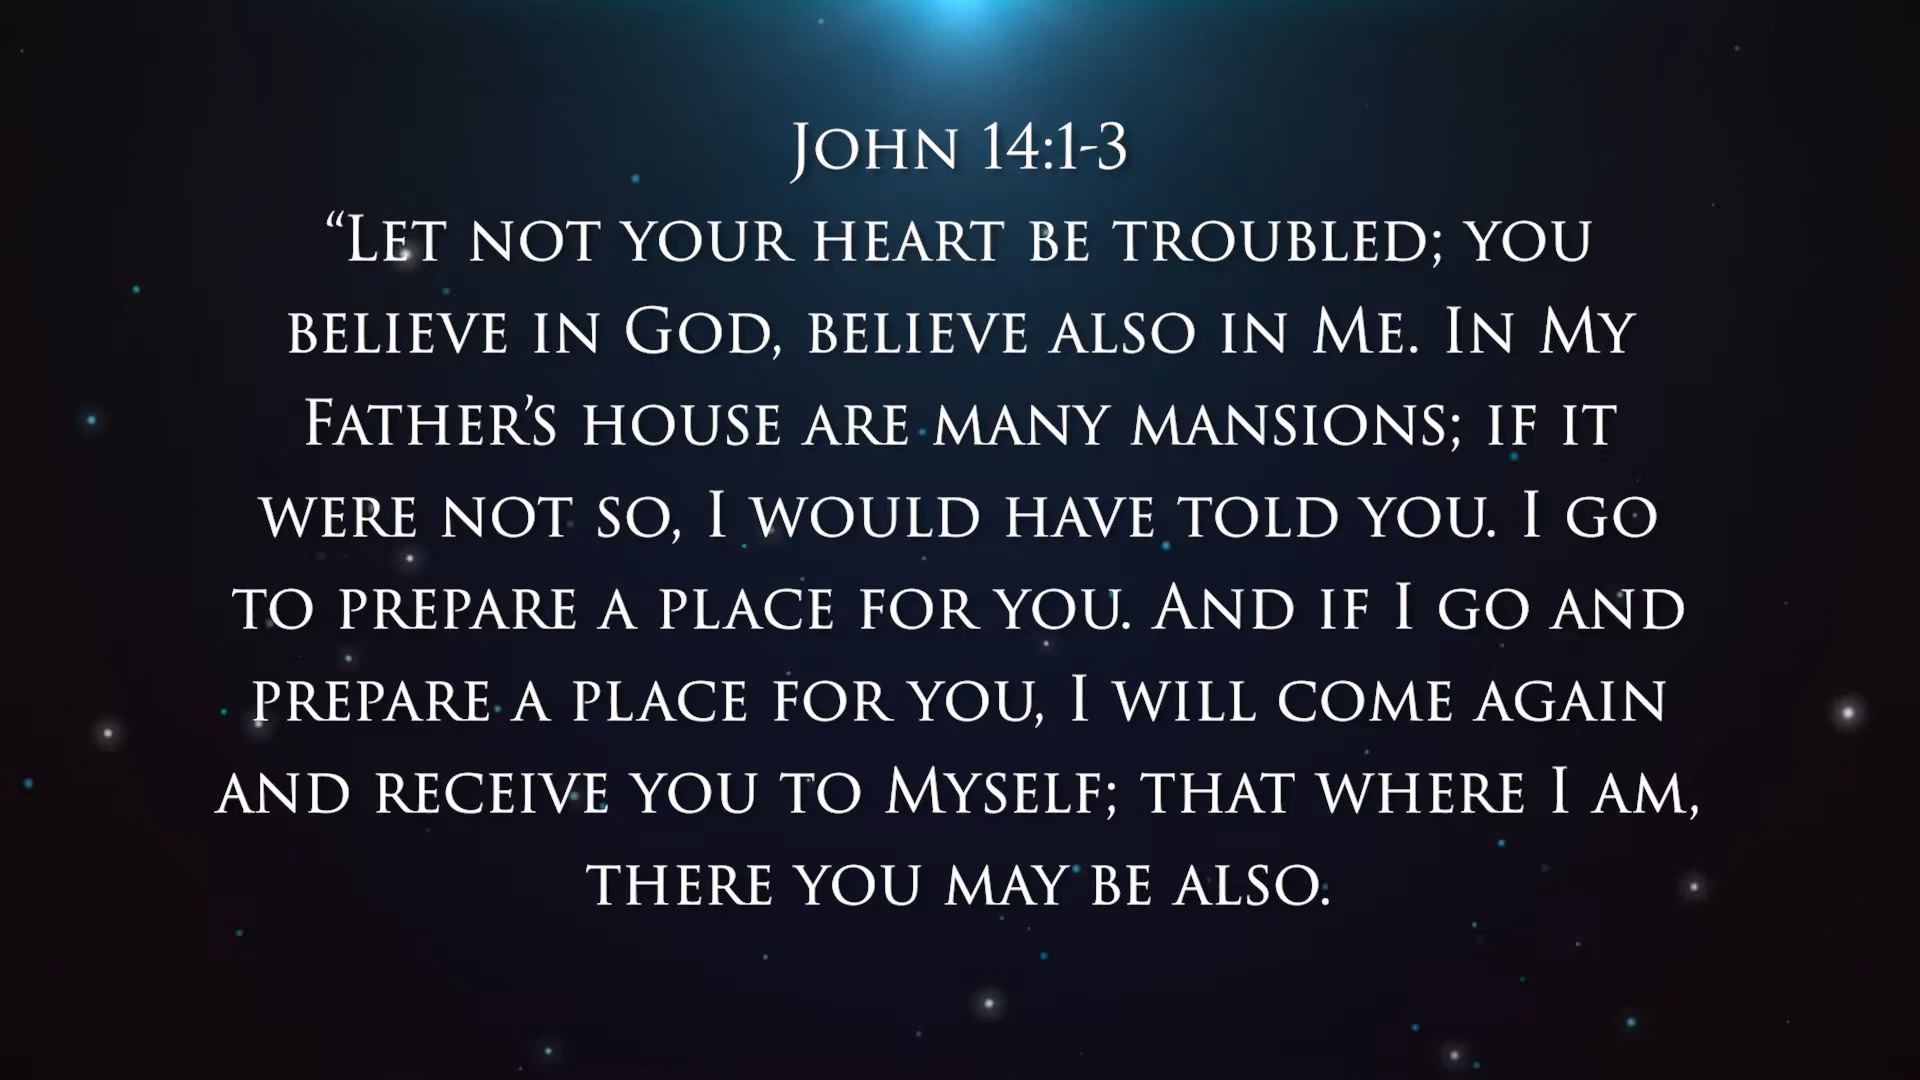 John 14:1-3
“Let not your heart be troubled; you
believe in God, believe also in Me. In My
Father’s house are many mansions; if it
were not so, I would have told you. I go
to prepare a place for you. And if I go and
prepare a place for you, I will come again
and receive you to Myself; that where I am,
there you may be also.